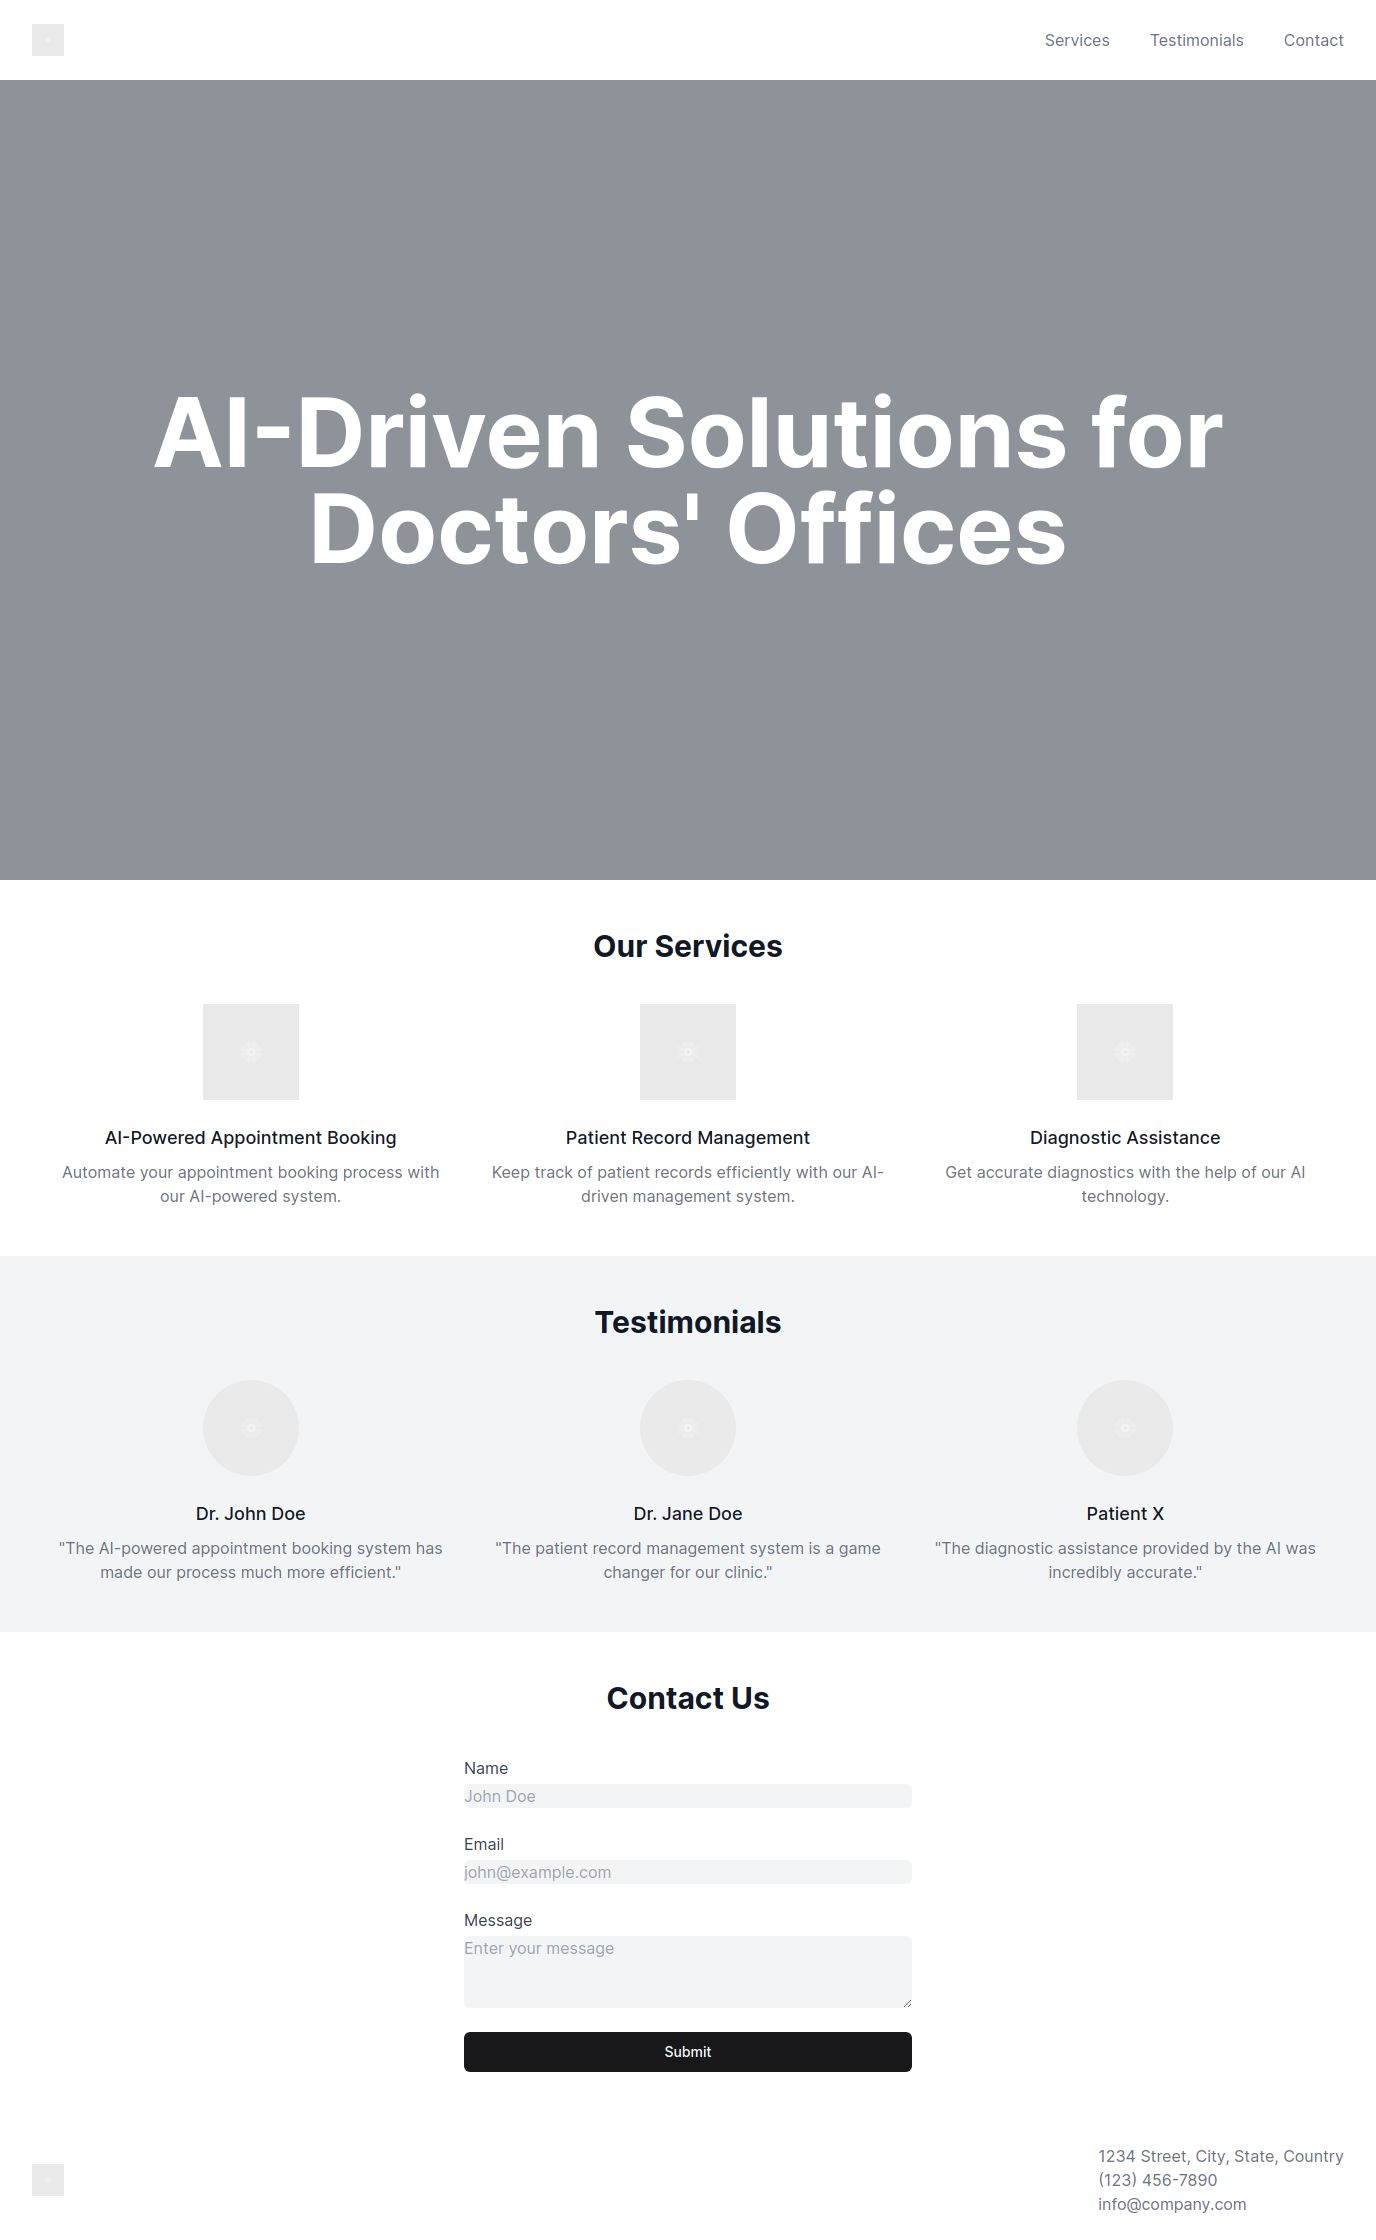 Services Testimonials Contact
AI-Driven Solutions for
Doctors' Offices
Our Services
AI-Powered Appointment Booking
Automate your appointment booking process with
our AI-powered system.
Patient Record Management
Keep track of patient records efficiently with our AI-
driven management system.
Diagnostic Assistance
Get accurate diagnostics with the help of our AI
technology.
Testimonials
Dr. John Doe
"The AI-powered appointment booking system has
made our process much more efficient."
Dr. Jane Doe
"The patient record management system is a game
changer for our clinic."
Patient X
"The diagnostic assistance provided by the AI was
incredibly accurate."
Contact Us
Name
John Doe
Email
john@example.com
Message
Enter your message
Submit
1234 Street, City, State, Country
(123) 456-7890
info@company.com